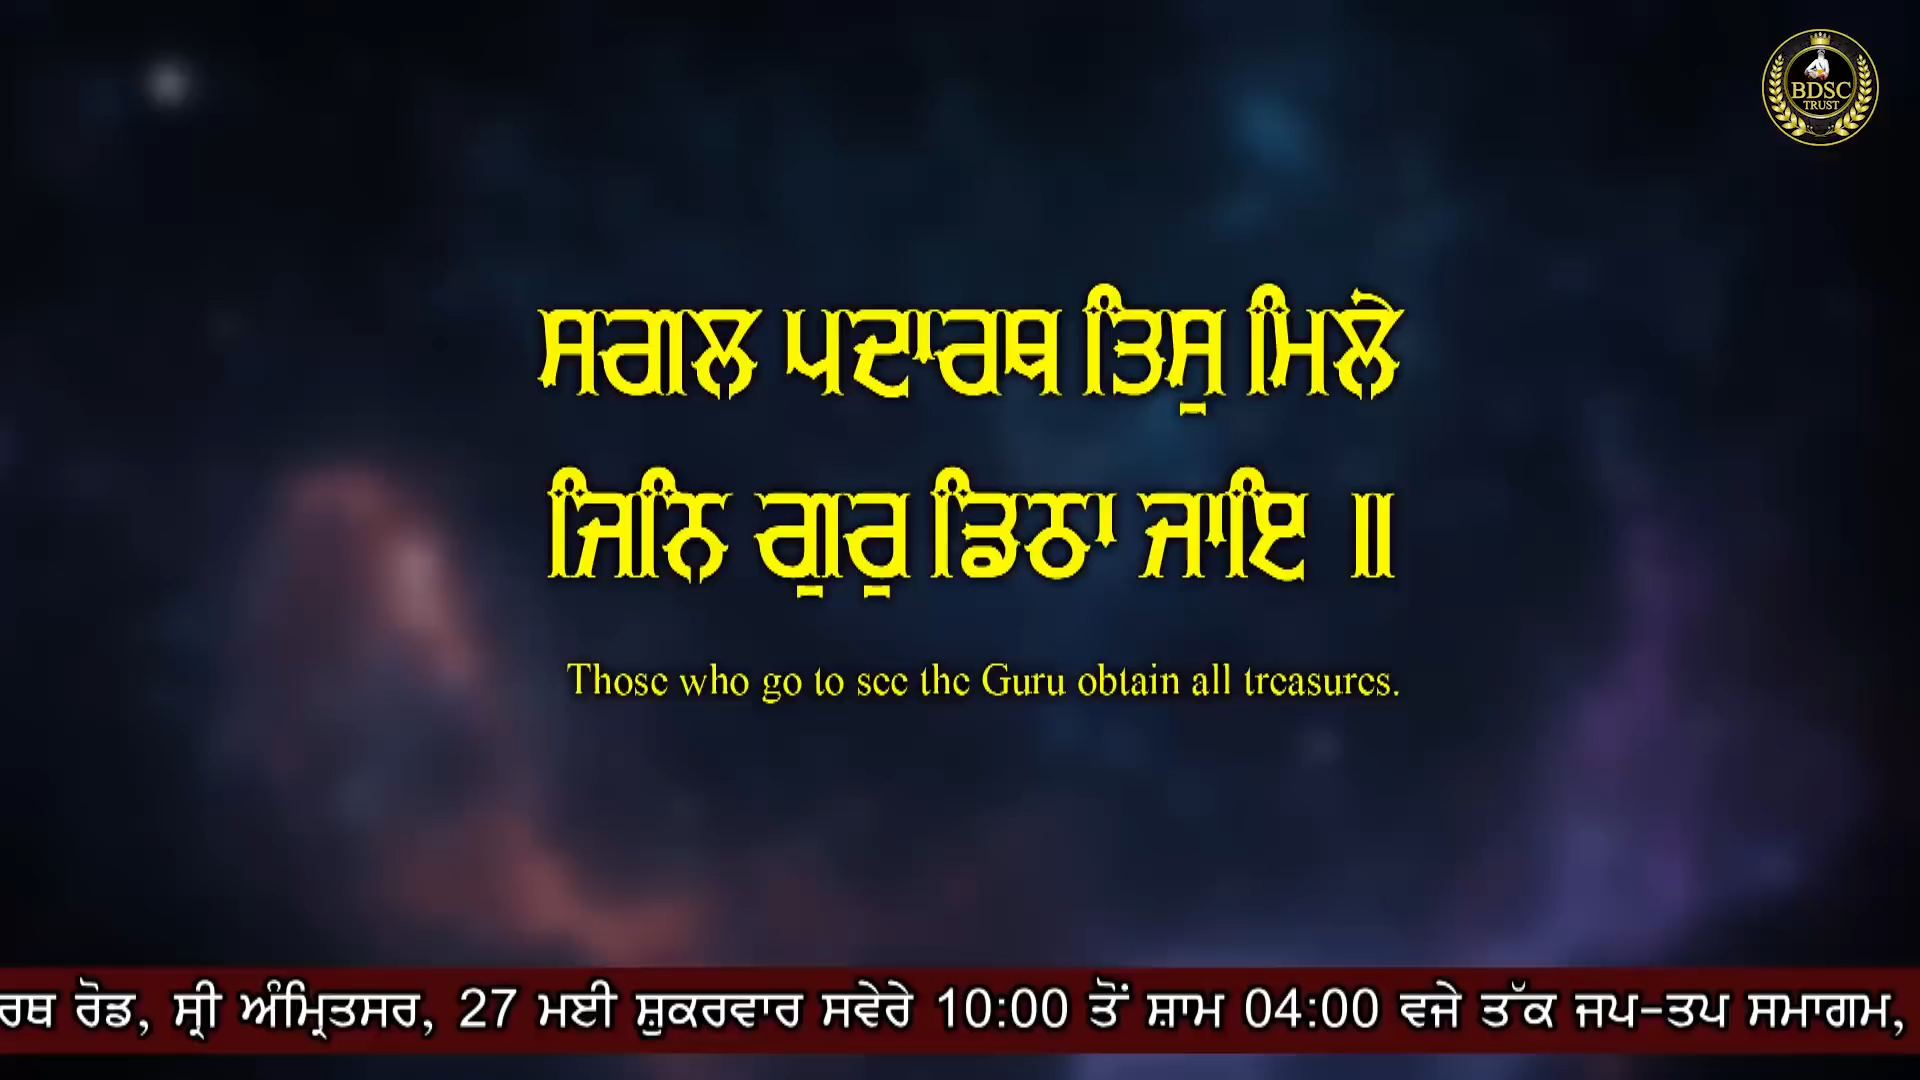 BDSC
TRUST
ਸਗਲ ਪਦਾਰਥ ਤਿਸੁ ਮਿਲੇ
ਜਿਨਿ ਗੁਰੁ ਡਿਠਾ ਜਾਇ ॥
Those who go to see the Guru obtain all treasures.
ਰਥ ਰੋਡ, ਸ੍ਰੀ ਅੰਮ੍ਰਿਤਸਰ, 27 ਮਈ ਸ਼ੁਕਰਵਾਰ ਸਵੇਰੇ 10:00 ਤੋਂ ਸ਼ਾਮ 04:00 ਵਜੇ ਤੱਕ ਜਪ-ਤਪ ਸਮਾਗਮ,